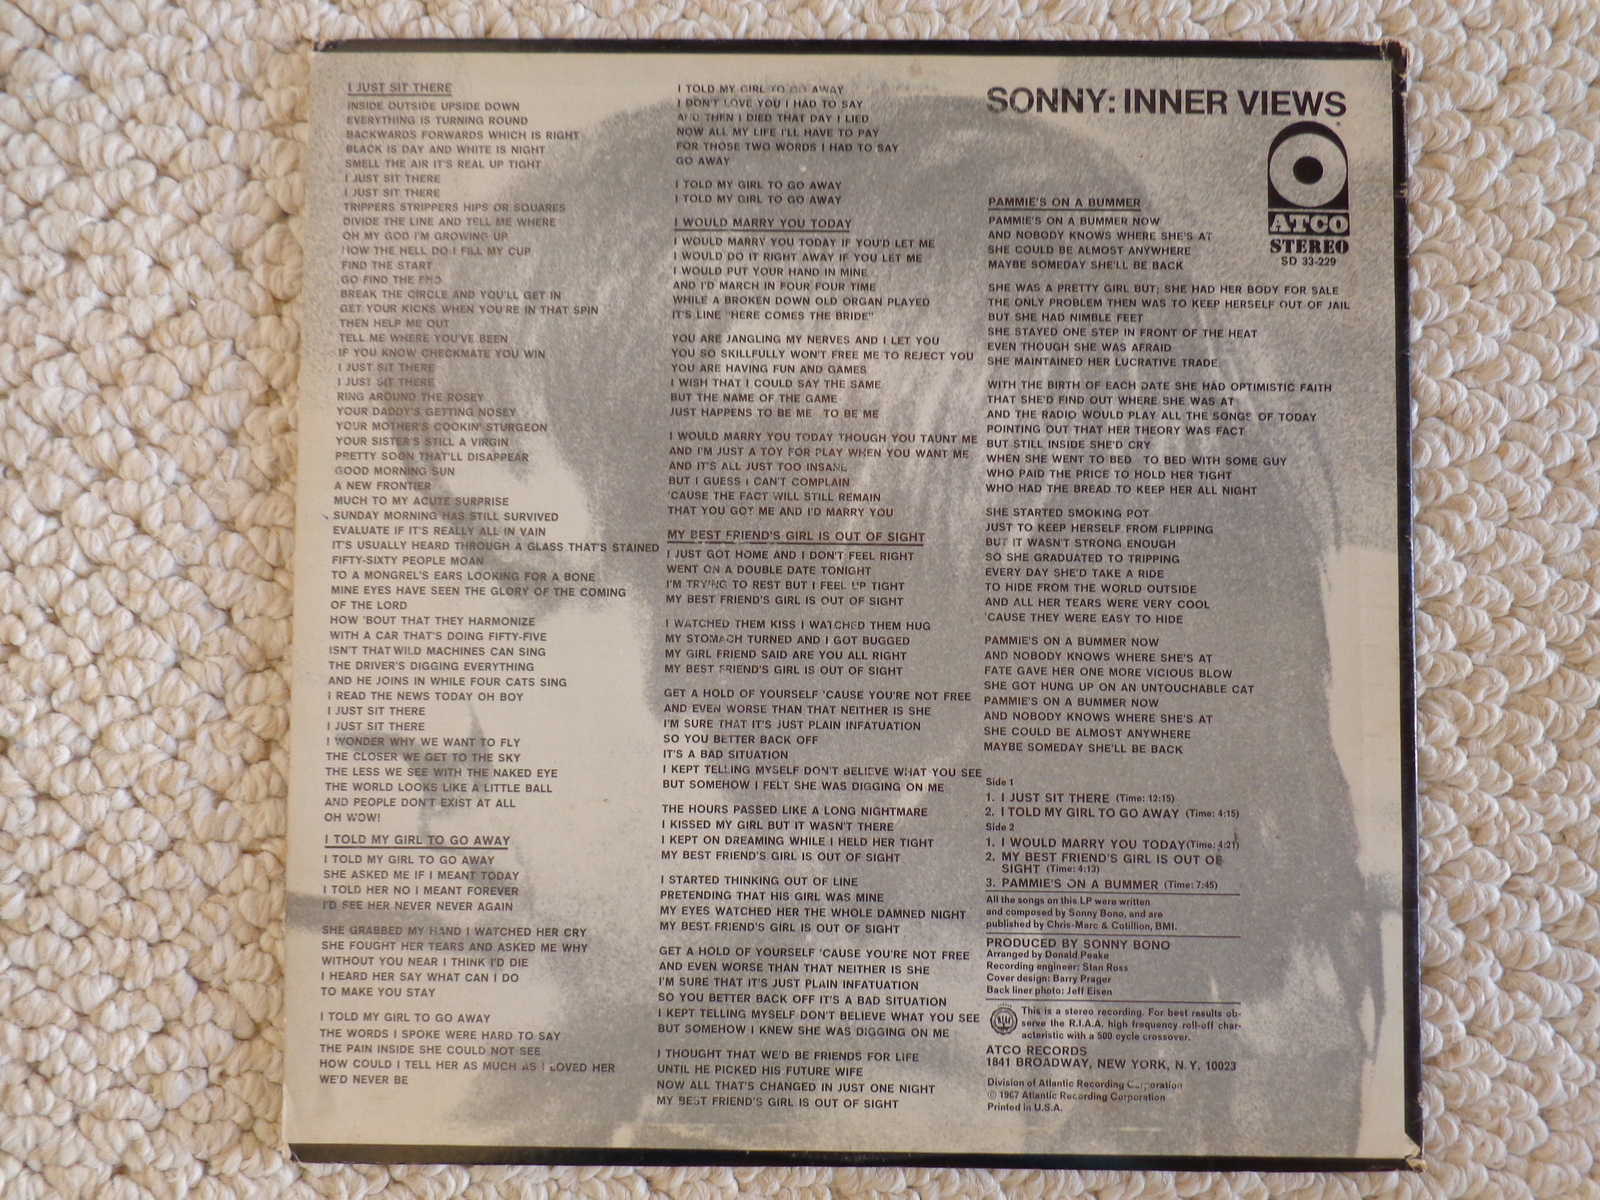 I JUST SIT THERE
INSIDE OUTSIDE UPSIDE DOWN
EVERYTHING IS TURNING ROUND
BACKWARDS FORWARDS WHICH IS RIGHT
BLACK IS DAY AND WHITE IS NIGHT
SMELL THE AIR IT'S REAL UP TIGHT
I JUST SIT THERE
I JUST SIT THERE
TRIPPERS STRIPPERS HIPS OR SQUARES
DIVIDE THE LINE AND TELL ME WHERE
OH MY GOD I'M GROWING UP
HOW THE HELL DO I FILL MY CUP
FIND THE START
GO FIND THE END
BREAK THE CIRCLE AND YOU'LL GET IN
GET YOUR KICKS WHEN YOU'RE IN THAT SPIN
THEN HELP ME OUT
TELL ME WHERE YOU'VE BEEN
IF YOU KNOW CHECKMATE YOU WIN
I JUST SIT THERE
I JUST SIT THERE
RING AROUND THE ROSEY
YOUR DADDY'S GETTING NOSEY
YOUR MOTHER'S COOKIN' STURGEON
YOUR SISTER'S STILL A VIRGIN
PRETTY SOON THAT'LL DISAPPEAR
GOOD MORNING SUN
A NEW FRONTIER
MUCH TO MY ACUTE SURPRISE
SUNDAY MORNING HAS STILL SURVIVED
EVALUATE IF IT'S REALLY ALL IN VAIN
IT'S USUALLY HEARD THROUGH A GLASS THAT'S STAINED
FIFTY-SIXTY PEOPLE MOAN
TO A MONGREL'S EARS LOOKING FOR A BONE
MINE EYES HAVE SEEN THE GLORY OF THE COMING
OF THE LORD
HOW 'BOUT THAT THEY HARMONIZE
WITH A CAR THAT'S DOING FIFTY-FIVE
ISN'T THAT WILD MACHINES CAN SING
THE DRIVER'S DIGGING EVERYTHING
AND HE JOINS IN WHILE FOUR CATS SING
I READ THE NEWS TODAY OH BOY
I JUST SIT THERE
I JUST SIT THERE
I WONDER WHY WE WANT TO FLY
THE CLOSER WE GET TO THE SKY
THE LESS WE SEE WITH THE NAKED EYE
THE WORLD LOOKS LIKE A LITTLE BALL
AND PEOPLE DON'T EXIST AT ALL
OH WOW!
I TOLD MY GIRL TO GO AWAY
I TOLD MY GIRL TO GO AWAY
SHE ASKED ME IF I MEANT TODAY
I TOLD HER NO I MEANT FOREVER
I'D SEE HER NEVER NEVER AGAIN
SHE GRABBED MY HAND I WATCHED HER CRY
SHE FOUGHT HER TEARS AND ASKED ME WHY
WITHOUT YOU NEAR I THINK I'D DIE
I HEARD HER SAY WHAT CAN I DO
TO MAKE YOU STAY
I TOLD MY GIRL TO GO AWAY
THE WORDS I SPOKE WERE HARD TO SAY
THE PAIN INSIDE SHE COULD NOT SEE
HOW COULD I TELL HER AS MUCH AS I LOVED HER
WE'D NEVER BE
I TOLD MY GIRL TO GO AWAY
I DON'T LOVE YOU I HAD TO SAY
AND THEN I DIED THAT DAY I LIED
NOW ALL MY LIFE I'LL HAVE TO PAY
FOR THOSE TWO WORDS I HAD TO SAY
GO AWAY
I TOLD MY GIRL TO GO AWAY
I TOLD MY GIRL TO GO AWAY
I WOULD MARRY YOU TODAY
I WOULD MARRY YOU TODAY IF YOU'D LET ME
I WOULD DO IT RIGHT AWAY IF YOU LET ME
I WOULD PUT YOUR HAND IN MINE
AND I'D MARCH IN FOUR FOUR TIME
WHILE A BROKEN DOWN OLD ORGAN PLAYED
IT'S LINE "HERE COMES THE BRIDE"
YOU ARE JANGLING MY NERVES AND I LET YOU
YOU SO SKILLFULLY WON'T FREE ME TO REJECT YOU
YOU ARE HAVING FUN AND GAMES
I WISH THAT I COULD SAY THE SAME
BUT THE NAME OF THE GAME
JUST HAPPENS TO BE ME TO BE ME
I WOULD MARRY YOU TODAY THOUGH YOU TAUNT ME
AND I'M JUST A TOY FOR PLAY WHEN YOU WANT ME
AND IT'S ALL JUST TOO INSANE
BUT I GUESS I CAN'T COMPLAIN
'CAUSE THE FACT WILL STILL REMAIN
THAT YOU GOT ME AND I'D MARRY YOU
MY BEST FRIEND'S GIRL IS OUT OF SIGHT
I JUST GOT HOME AND I DON'T FEEL RIGHT
WENT ON A DOUBLE DATE TONIGHT
I'M TRYING TO REST BUT I FEEL UP TIGHT
MY BEST FRIEND'S GIRL IS OUT OF SIGHT
I WATCHED THEM KISS I WATCHED THEM HUG
MY STOMACH TURNED AND I GOT BUGGED
MY GIRL FRIEND SAID ARE YOU ALL RIGHT
MY BEST FRIEND'S GIRL IS OUT OF SIGHT
GET A HOLD OF YOURSELF 'CAUSE YOU'RE NOT FREE
AND EVEN WORSE THAN THAT NEITHER IS SHE
I'M SURE THAT IT'S JUST PLAIN INFATUATION
SO YOU BETTER BACK OFF
IT'S A BAD SITUATION
I KEPT TELLING MYSELF DON'T BELIEVE WHAT YOU SEE
BUT SOMEHOW I FELT SHE WAS DIGGING ON ME
THE HOURS PASSED LIKE A LONG NIGHTMARE
I KISSED MY GIRL BUT IT WASN'T THERE
I KEPT ON DREAMING WHILE I HELD HER TIGHT
MY BEST FRIEND'S GIRL IS OUT OF SIGHT
I STARTED THINKING OUT OF LINE
PRETENDING THAT HIS GIRL WAS MINE
MY EYES WATCHED HER THE WHOLE DAMNED NIGHT
MY BEST FRIEND'S GIRL IS OUT OF SIGHT
GET A HOLD OF YOURSELF 'CAUSE YOU'RE NOT FREE
AND EVEN WORSE THAN THAT NEITHER IS SHE
I'M SURE THAT IT'S JUST PLAIN INFATUATION
SO YOU BETTER BACK OFF IT'S A BAD SITUATION
I KEPT TELLING MYSELF DON'T BELIEVE WHAT YOU SEE
BUT SOMEHOW I KNEW SHE WAS DIGGING ON ME
I THOUGHT THAT WE'D BE FRIENDS FOR LIFE
UNTIL HE PICKED HIS FUTURE WIFE
NOW ALL THAT'S CHANGED IN JUST ONE NIGHT
MY BEST FRIEND'S GIRL IS OUT OF SIGHT
SONNY: INNER VIEWS
ATCO
STEREO
SD 33-229
PAMMIE'S ON A BUMMER
PAMMIE'S ON A BUMMER NOW
AND NOBODY KNOWS WHERE SHE'S AT
SHE COULD BE ALMOST ANYWHERE
MAYBE SOMEDAY SHE'LL BE BACK
SHE WAS A PRETTY GIRL BUT; SHE HAD HER BODY FOR SALE
THE ONLY PROBLEM THEN WAS TO KEEP HERSELF OUT OF JAIL
BUT SHE HAD NIMBLE FEET
SHE STAYED ONE STEP IN FRONT OF THE HEAT
EVEN THOUGH SHE WAS AFRAID
SHE MAINTAINED HER LUCRATIVE TRADE
WITH THE BIRTH OF EACH DATE SHE HAD OPTIMISTIC FAITH
THAT SHE'D FIND OUT WHERE SHE WAS AT
AND THE RADIO WOULD PLAY ALL THE SONGS OF TODAY
POINTING OUT THAT HER THEORY WAS FACT
BUT STILL INSIDE SHE'D CRY
WHEN SHE WENT TO BED TO BED WITH SOME GUY
WHO PAID THE PRICE TO HOLD HER TIGHT
WHO HAD THE BREAD TO KEEP HER ALL NIGHT
SHE STARTED SMOKING POT
JUST TO KEEP HERSELF FROM FLIPPING
BUT IT WASN'T STRONG ENOUGH
SO SHE GRADUATED TO TRIPPING
EVERY DAY SHE'D TAKE A RIDE
TO HIDE FROM THE WORLD OUTSIDE
AND ALL HER TEARS WERE VERY COOL
'CAUSE THEY WERE EASY TO HIDE
PAMMIE'S ON A BUMMER NOW
AND NOBODY KNOWS WHERE SHE'S AT
FATE GAVE HER ONE MORE VICIOUS BLOW
SHE GOT HUNG UP ON AN UNTOUCHABLE CAT
PAMMIE'S ON A BUMMER NOW
AND NOBODY KNOWS WHERE SHE'S AT
SHE COULD BE ALMOST ANYWHERE
MAYBE SOMEDAY SHE'LL BE BACK
Side 1
1. I JUST SIT THERE (Time: 12:15)
2. I TOLD MY GIRL TO GO AWAY (Time: 4:15)
Side 2
1. I WOULD MARRY YOU TODAY (Time: 4:21)
2. MY BEST FRIEND'S GIRL IS OUT OF
SIGHT (Time: 4:13)
3. PAMMIE'S ON A BUMMER (Time: 7:45)
All the songs on this LP were written
and composed by Sonny Bono, and are
published by Chris-Marc & Cotillion, BMI.
PRODUCED BY SONNY BONO
Arranged by Donald Peake
Recording engineer: Stan Ross
Cover design: Barry Prager
Back liner photo: Jeff Eisen
This is a stereo recording. For best results ob-
serve the R.I.A.A. high frequency roll-off char-
acteristic with a 500 cycle crossover.
ATCO RECORDS
1841 BROADWAY, NEW YORK, N.Y. 10023
Division of Atlantic Recording Corporation
© 1967 Atlantic Recording Corporation
Printed in U.S.A.